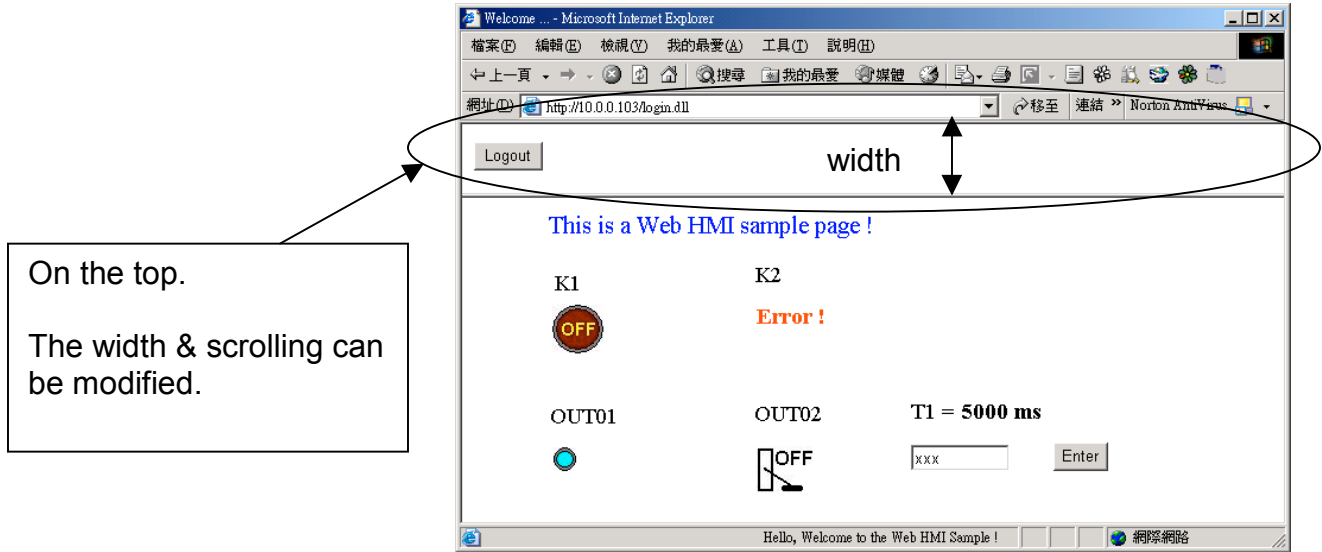 Welcome ... - Microsoft Internet Explorer
檔案(F) 編輯(E) 檢視(V) 我的最愛(A) 工具(T) 說明(H)
上一頁 搜尋 我的最愛 媒體
網址(D) http://10.0.0.103/login.dll 移至 連結 » Norton AntiVirus
Logout
width
This is a Web HMI sample page !
On the top.
The width & scrolling can
be modified.
K1 K2
OFF
Error !
OUT01 OUT02 T1 = 5000 ms
OFF
xxx
Enter
Hello, Welcome to the Web HMI Sample !
網際網路